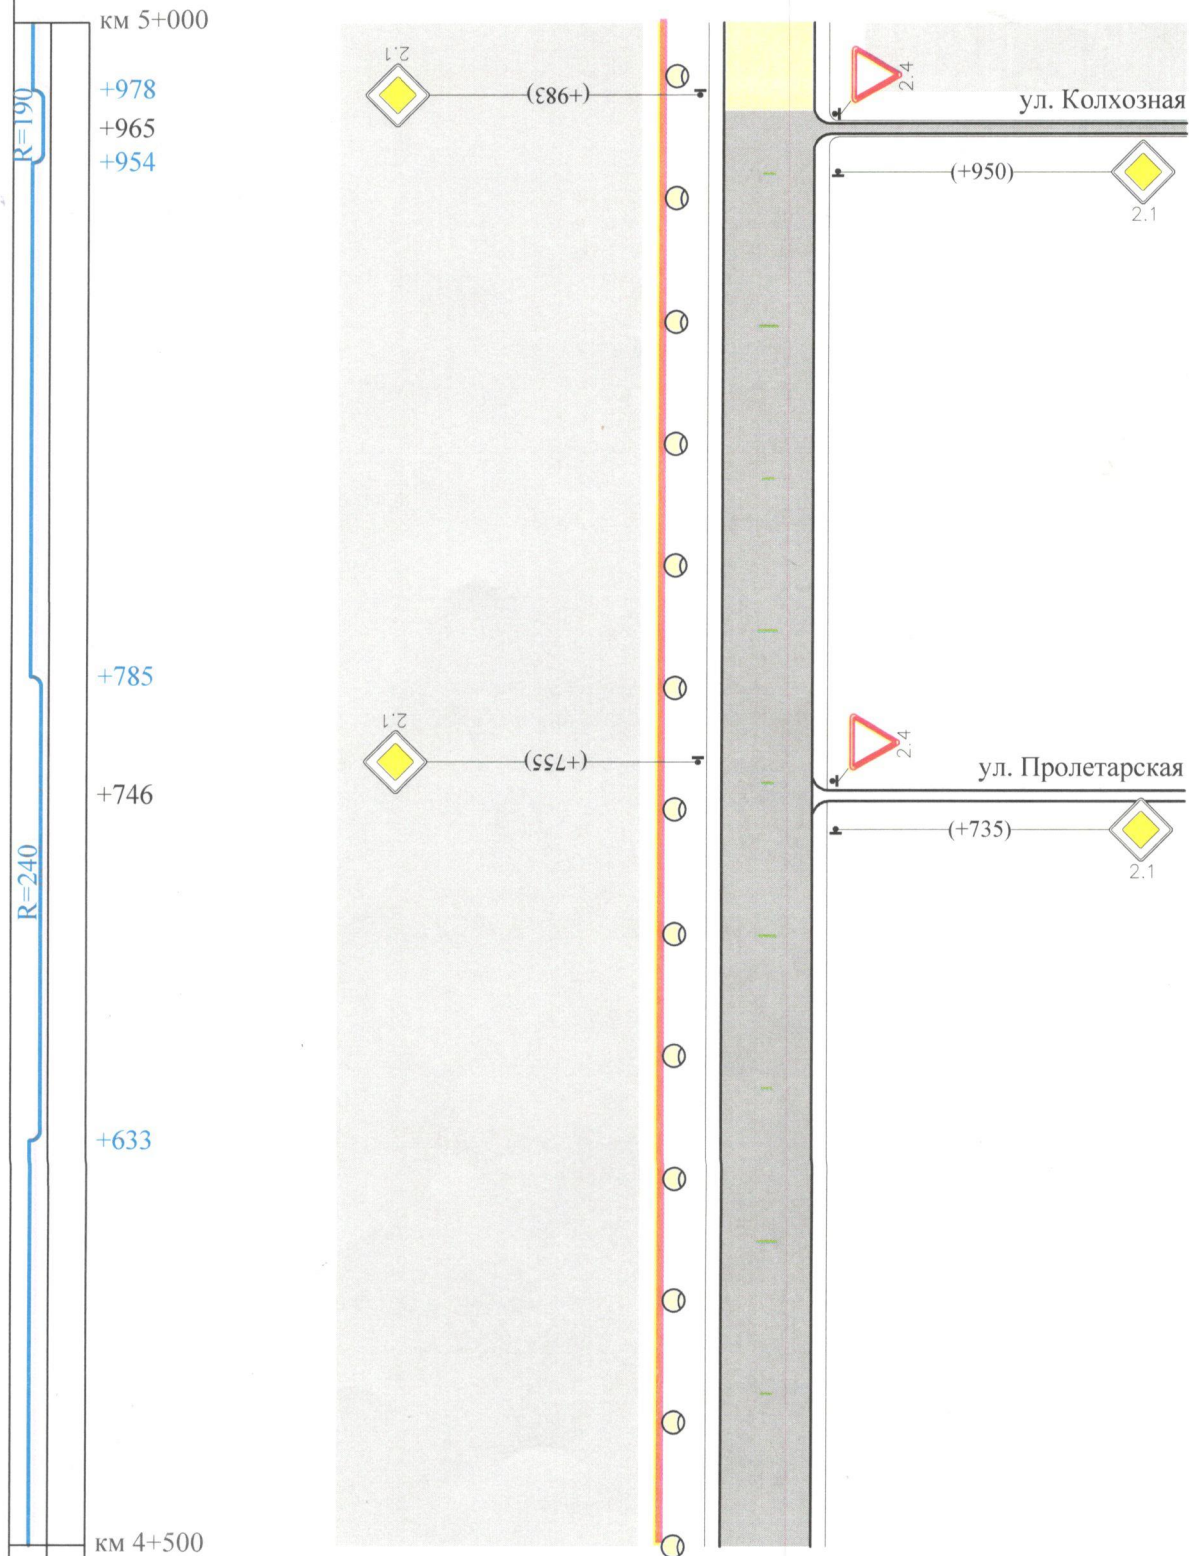 км 5+000
2.1
+978
(+983)
2.4
ул. Колхозная
R=190
+965
+954
(+950)
2.1
+785
2.1
(+755)
2.4
ул. Пролетарская
+746
(+735)
2.1
R=240
+633
км 4+500